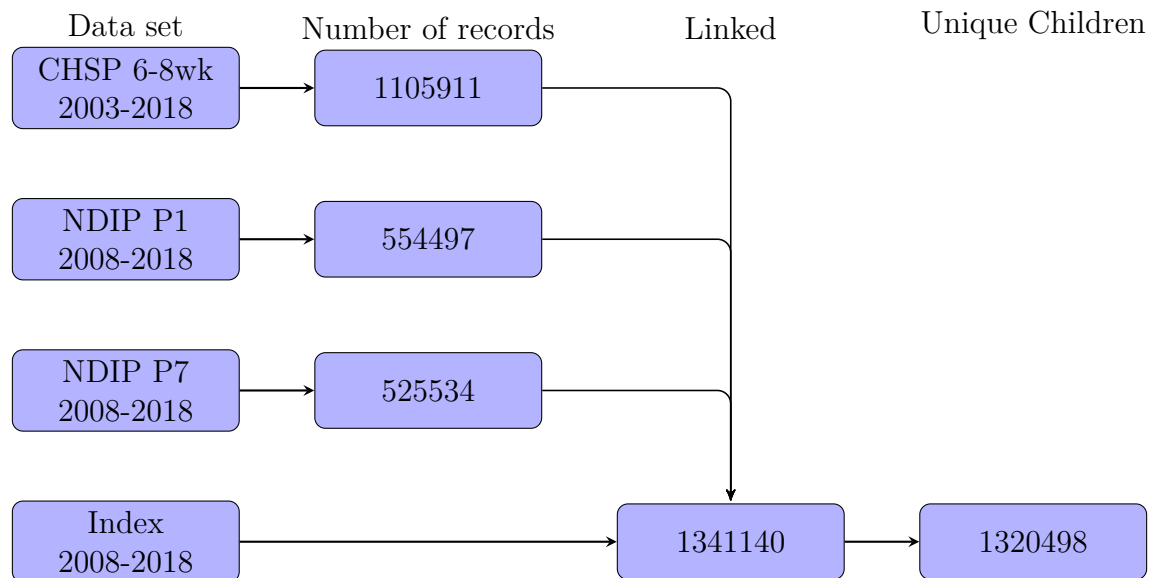 Data set
Number of records
Linked
Unique Children
CHSP 6-8wk
2003-2018
1105911
NDIP P1
2008-2018
554497
NDIP P7
2008-2018
525534
Index
2008-2018
1341140
1320498